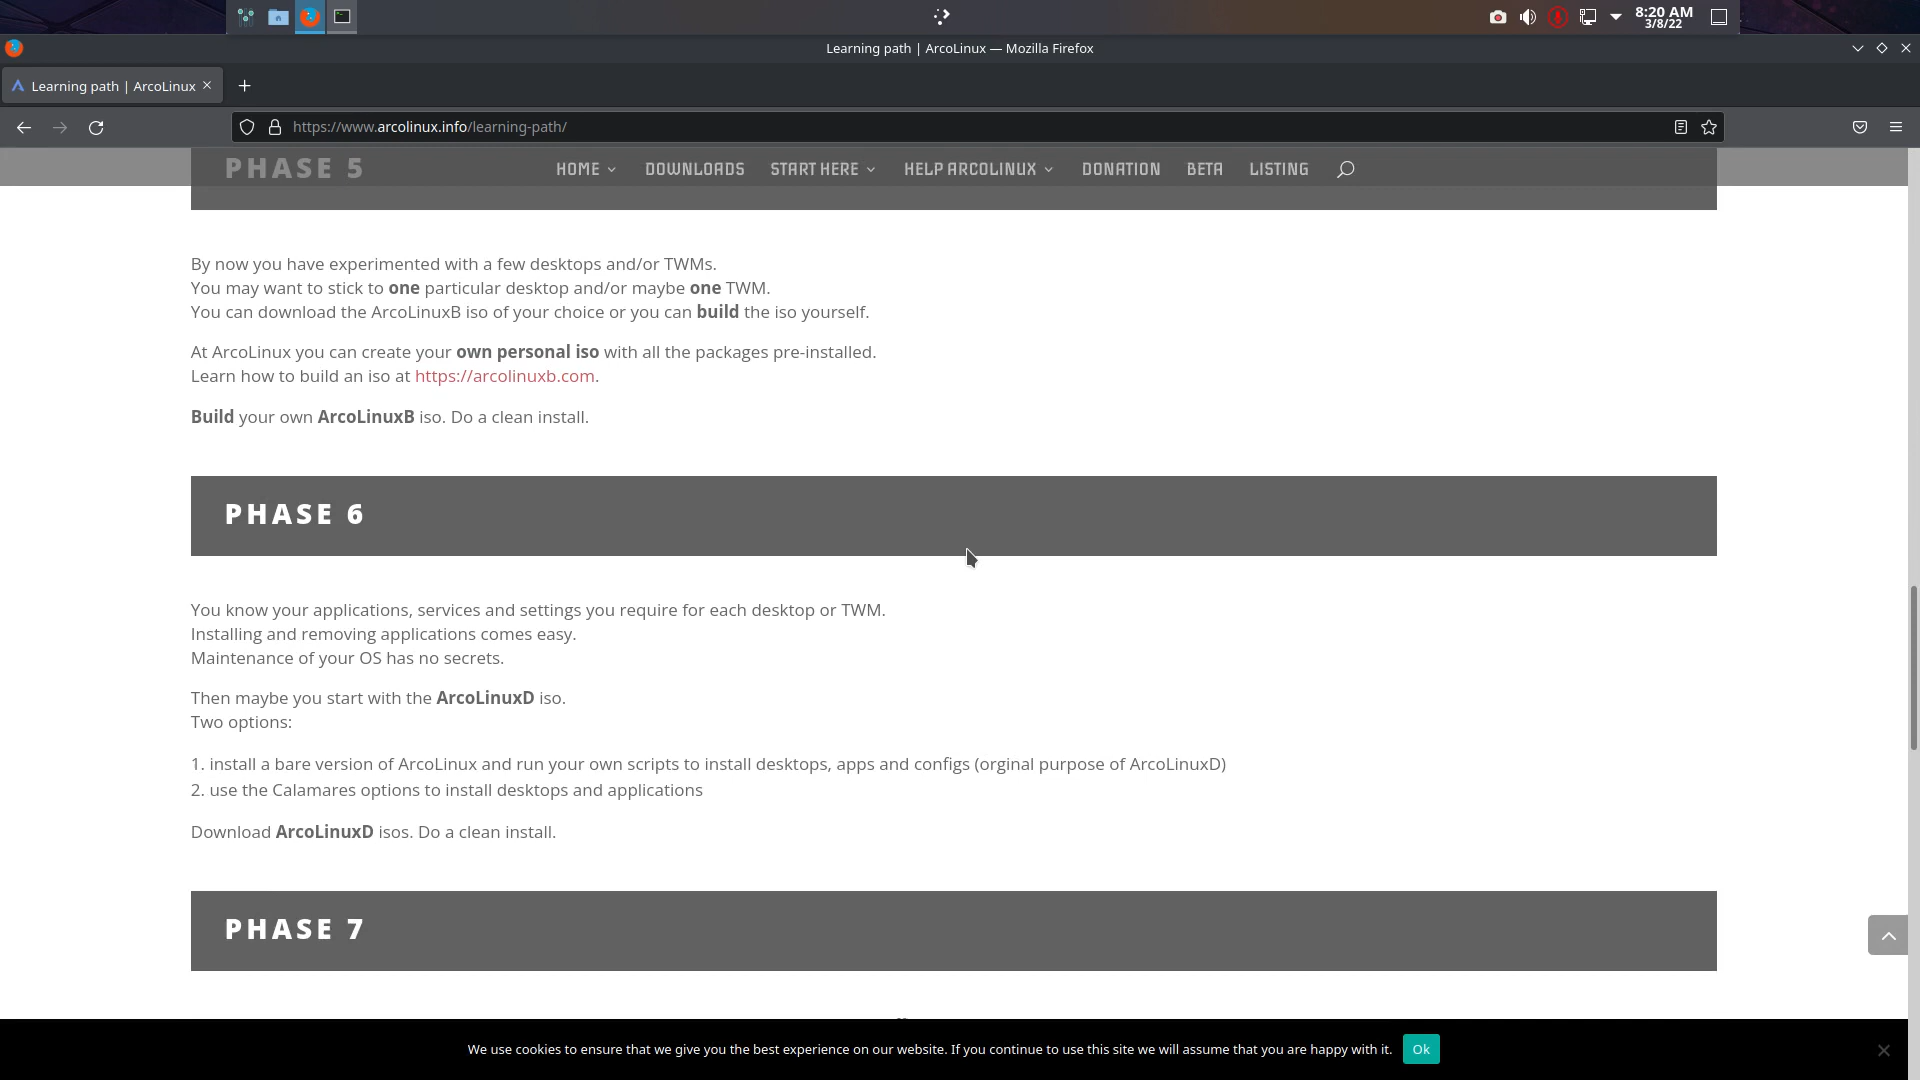 8:20 AM
3/8/22
Learning path | ArcoLinux — Mozilla Firefox
Learning path | ArcoLinux
https://www.arcolinux.info/learning-path/
PHASE 5
HOME
DOWNLOADS
START HERE
HELP ARCOLINUX
DONATION
BETA
LISTING
By now you have experimented with a few desktops and/or TWMs.
You may want to stick to one particular desktop and/or maybe one TWM.
You can download the ArcoLinuxB iso of your choice or you can build the iso yourself.
At ArcoLinux you can create your own personal iso with all the packages pre-installed.
Learn how to build an iso at https://arcolinuxb.com.
Build your own ArcoLinuxB iso. Do a clean install.
PHASE 6
You know your applications, services and settings you require for each desktop or TWM.
Installing and removing applications comes easy.
Maintenance of your OS has no secrets.
Then maybe you start with the ArcoLinuxD iso.
Two options:
1. install a bare version of ArcoLinux and run your own scripts to install desktops, apps and configs (orginal purpose of ArcoLinuxD)
2. use the Calamares options to install desktops and applications
Download ArcoLinuxD isos. Do a clean install.
PHASE 7
We use cookies to ensure that we give you the best experience on our website. If you continue to use this site we will assume that you are happy with it.
Ok